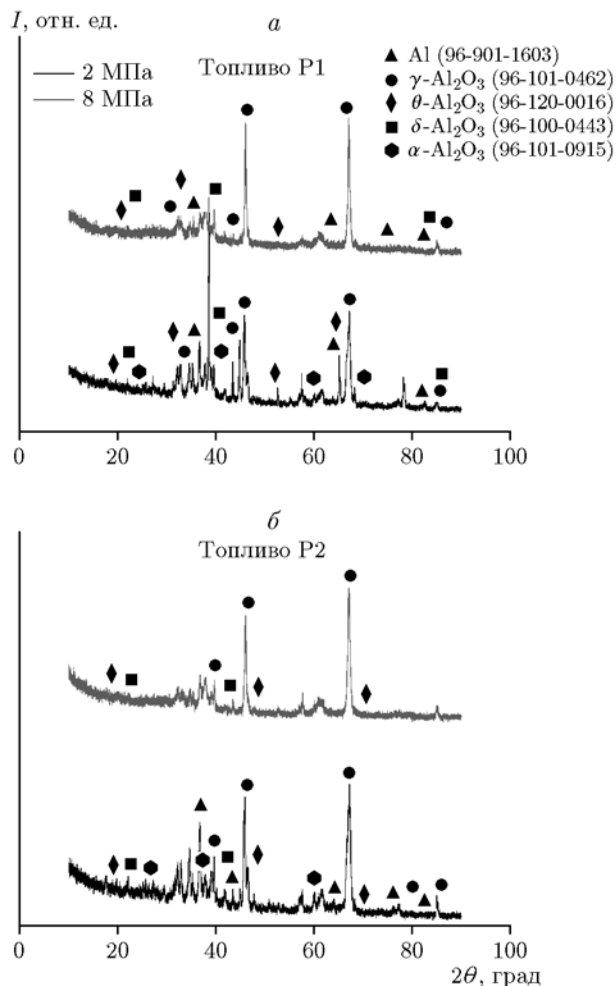 I, отн. ед.
а
2 МПа
8 МПа
Топливо P1
Al (96-901-1603)
γ-Al₂O₃ (96-101-0462)
θ-Al₂O₃ (96-120-0016)
δ-Al₂O₃ (96-100-0443)
α-Al₂O₃ (96-101-0915)
0 20 40 60 80 100
б
Топливо P2
0 20 40 60 80 100
2θ, град